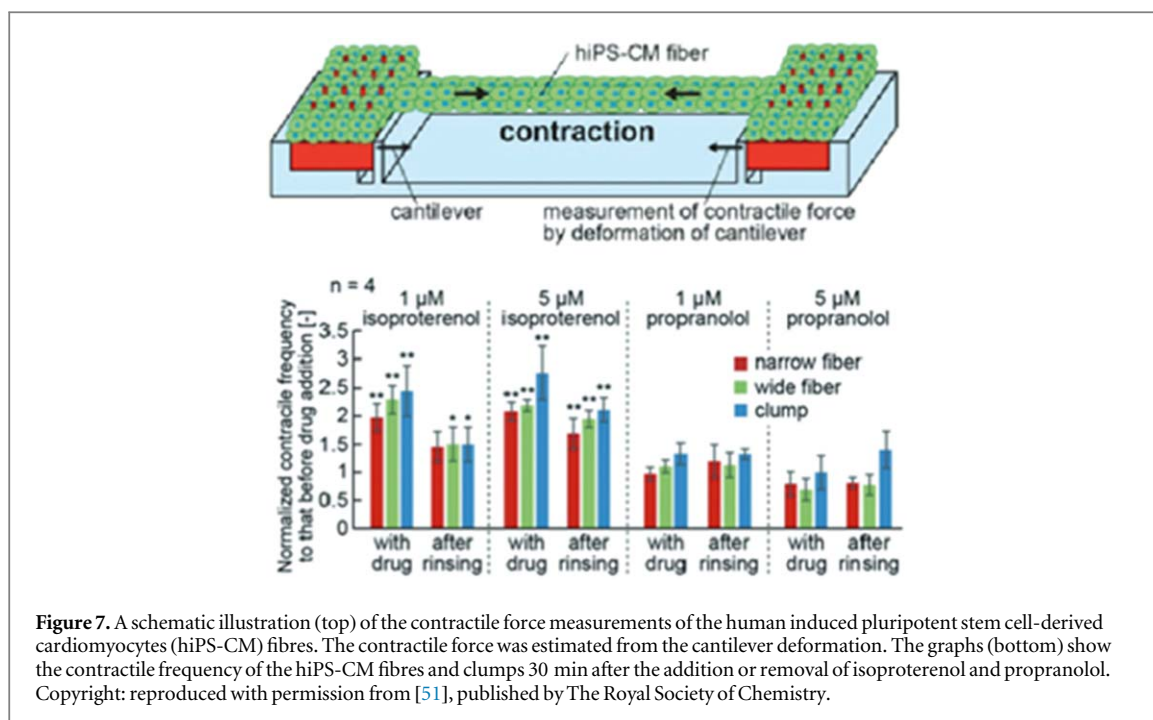 hiPS-CM fiber
contraction
cantilever
measurement of contractile force
by deformation of cantilever
n = 4
1 µM
isoproterenol
5 µM
isoproterenol
1 µM
propranolol
5 µM
propranolol
Normalized contracile frequency
to that before drug addition [-]
3.5
3
2.5
2
1.5
1
0.5
0
** ** **
* *
** ** **
** ** **
narrow fiber
wide fiber
clump
with
drug
after
rinsing
with
drug
after
rinsing
with
drug
after
rinsing
with
drug
after
rinsing
Figure 7. A schematic illustration (top) of the contractile force measurements of the human induced pluripotent stem cell-derived
cardiomyocytes (hiPS-CM) fibres. The contractile force was estimated from the cantilever deformation. The graphs (bottom) show
the contractile frequency of the hiPS-CM fibres and clumps 30 min after the addition or removal of isoproterenol and propranolol.
Copyright: reproduced with permission from [51], published by The Royal Society of Chemistry.